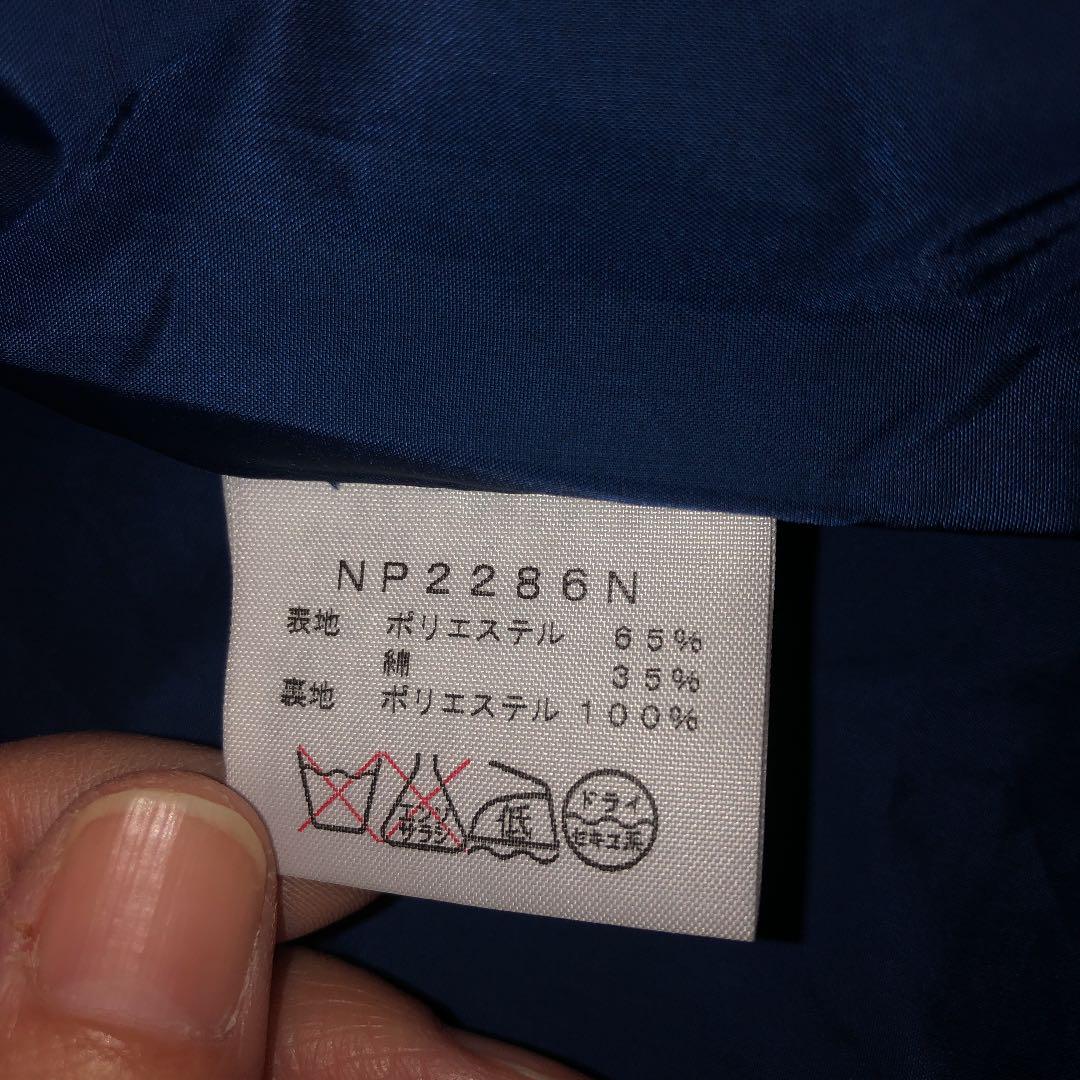 NP2286N
表地 ポリエステル 65%
綿 35%
裏地 ポリエステル 100%
エンソ
サラシ
低
ドライ
セキユ系